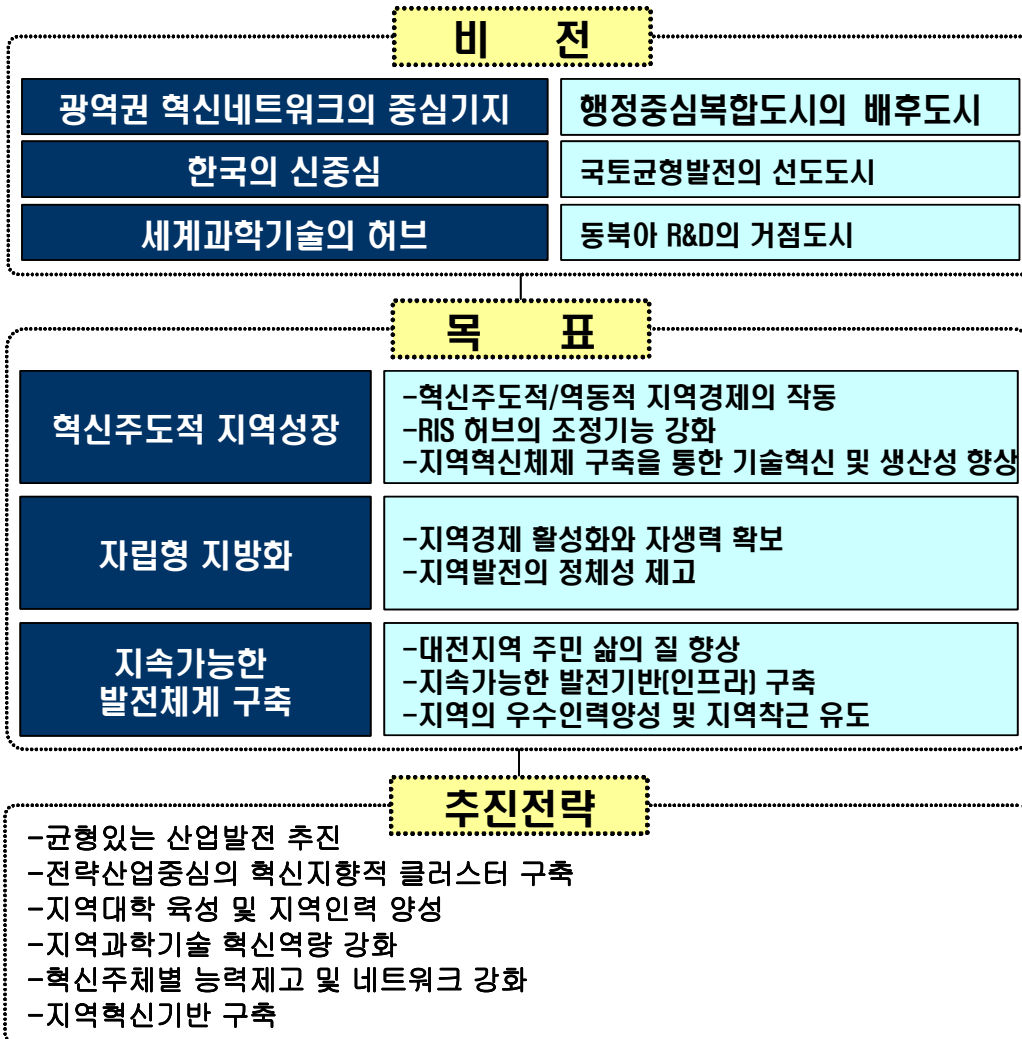 비 전
광역권 혁신네트워크의 중심기지
행정중심복합도시의 배후도시
한국의 신중심
국토균형발전의 선도도시
세계과학기술의 허브
동북아 R&D의 거점도시
목 표
혁신주도적 지역성장
-혁신주도적/역동적 지역경제의 작동
-RIS 허브의 조정기능 강화
-지역혁신체제 구축을 통한 기술혁신 및 생산성 향상
자립형 지방화
-지역경제 활성화와 자생력 확보
-지역발전의 정체성 제고
지속가능한
발전체계 구축
-대전지역 주민 삶의 질 향상
-지속가능한 발전기반(인프라) 구축
-지역의 우수인력양성 및 지역착근 유도
추진전략
-균형있는 산업발전 추진
-전략산업중심의 혁신지향적 클러스터 구축
-지역대학 육성 및 지역인력 양성
-지역과학기술 혁신역량 강화
-혁신주체별 능력제고 및 네트워크 강화
-지역혁신기반 구축